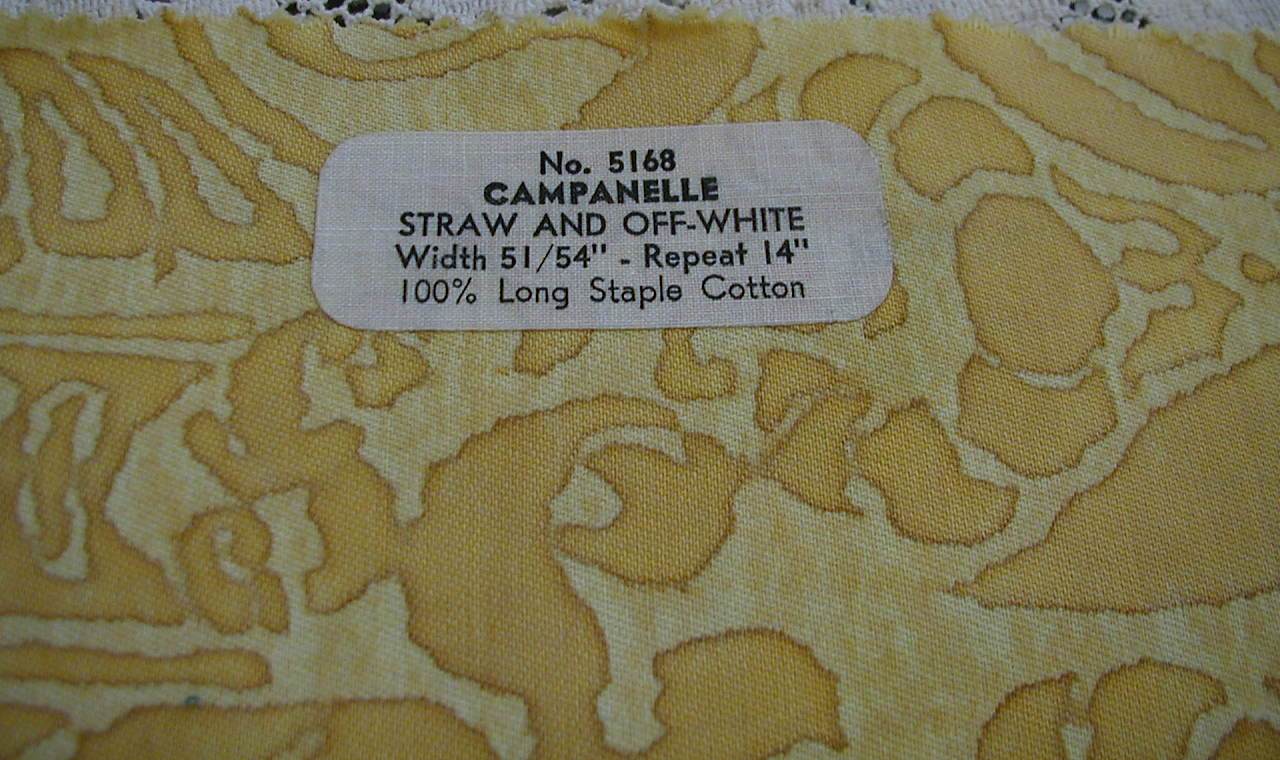 No. 5168
CAMPANELLE
STRAW AND OFF-WHITE
Width 51/54" - Repeat 14"
100% Long Staple Cotton